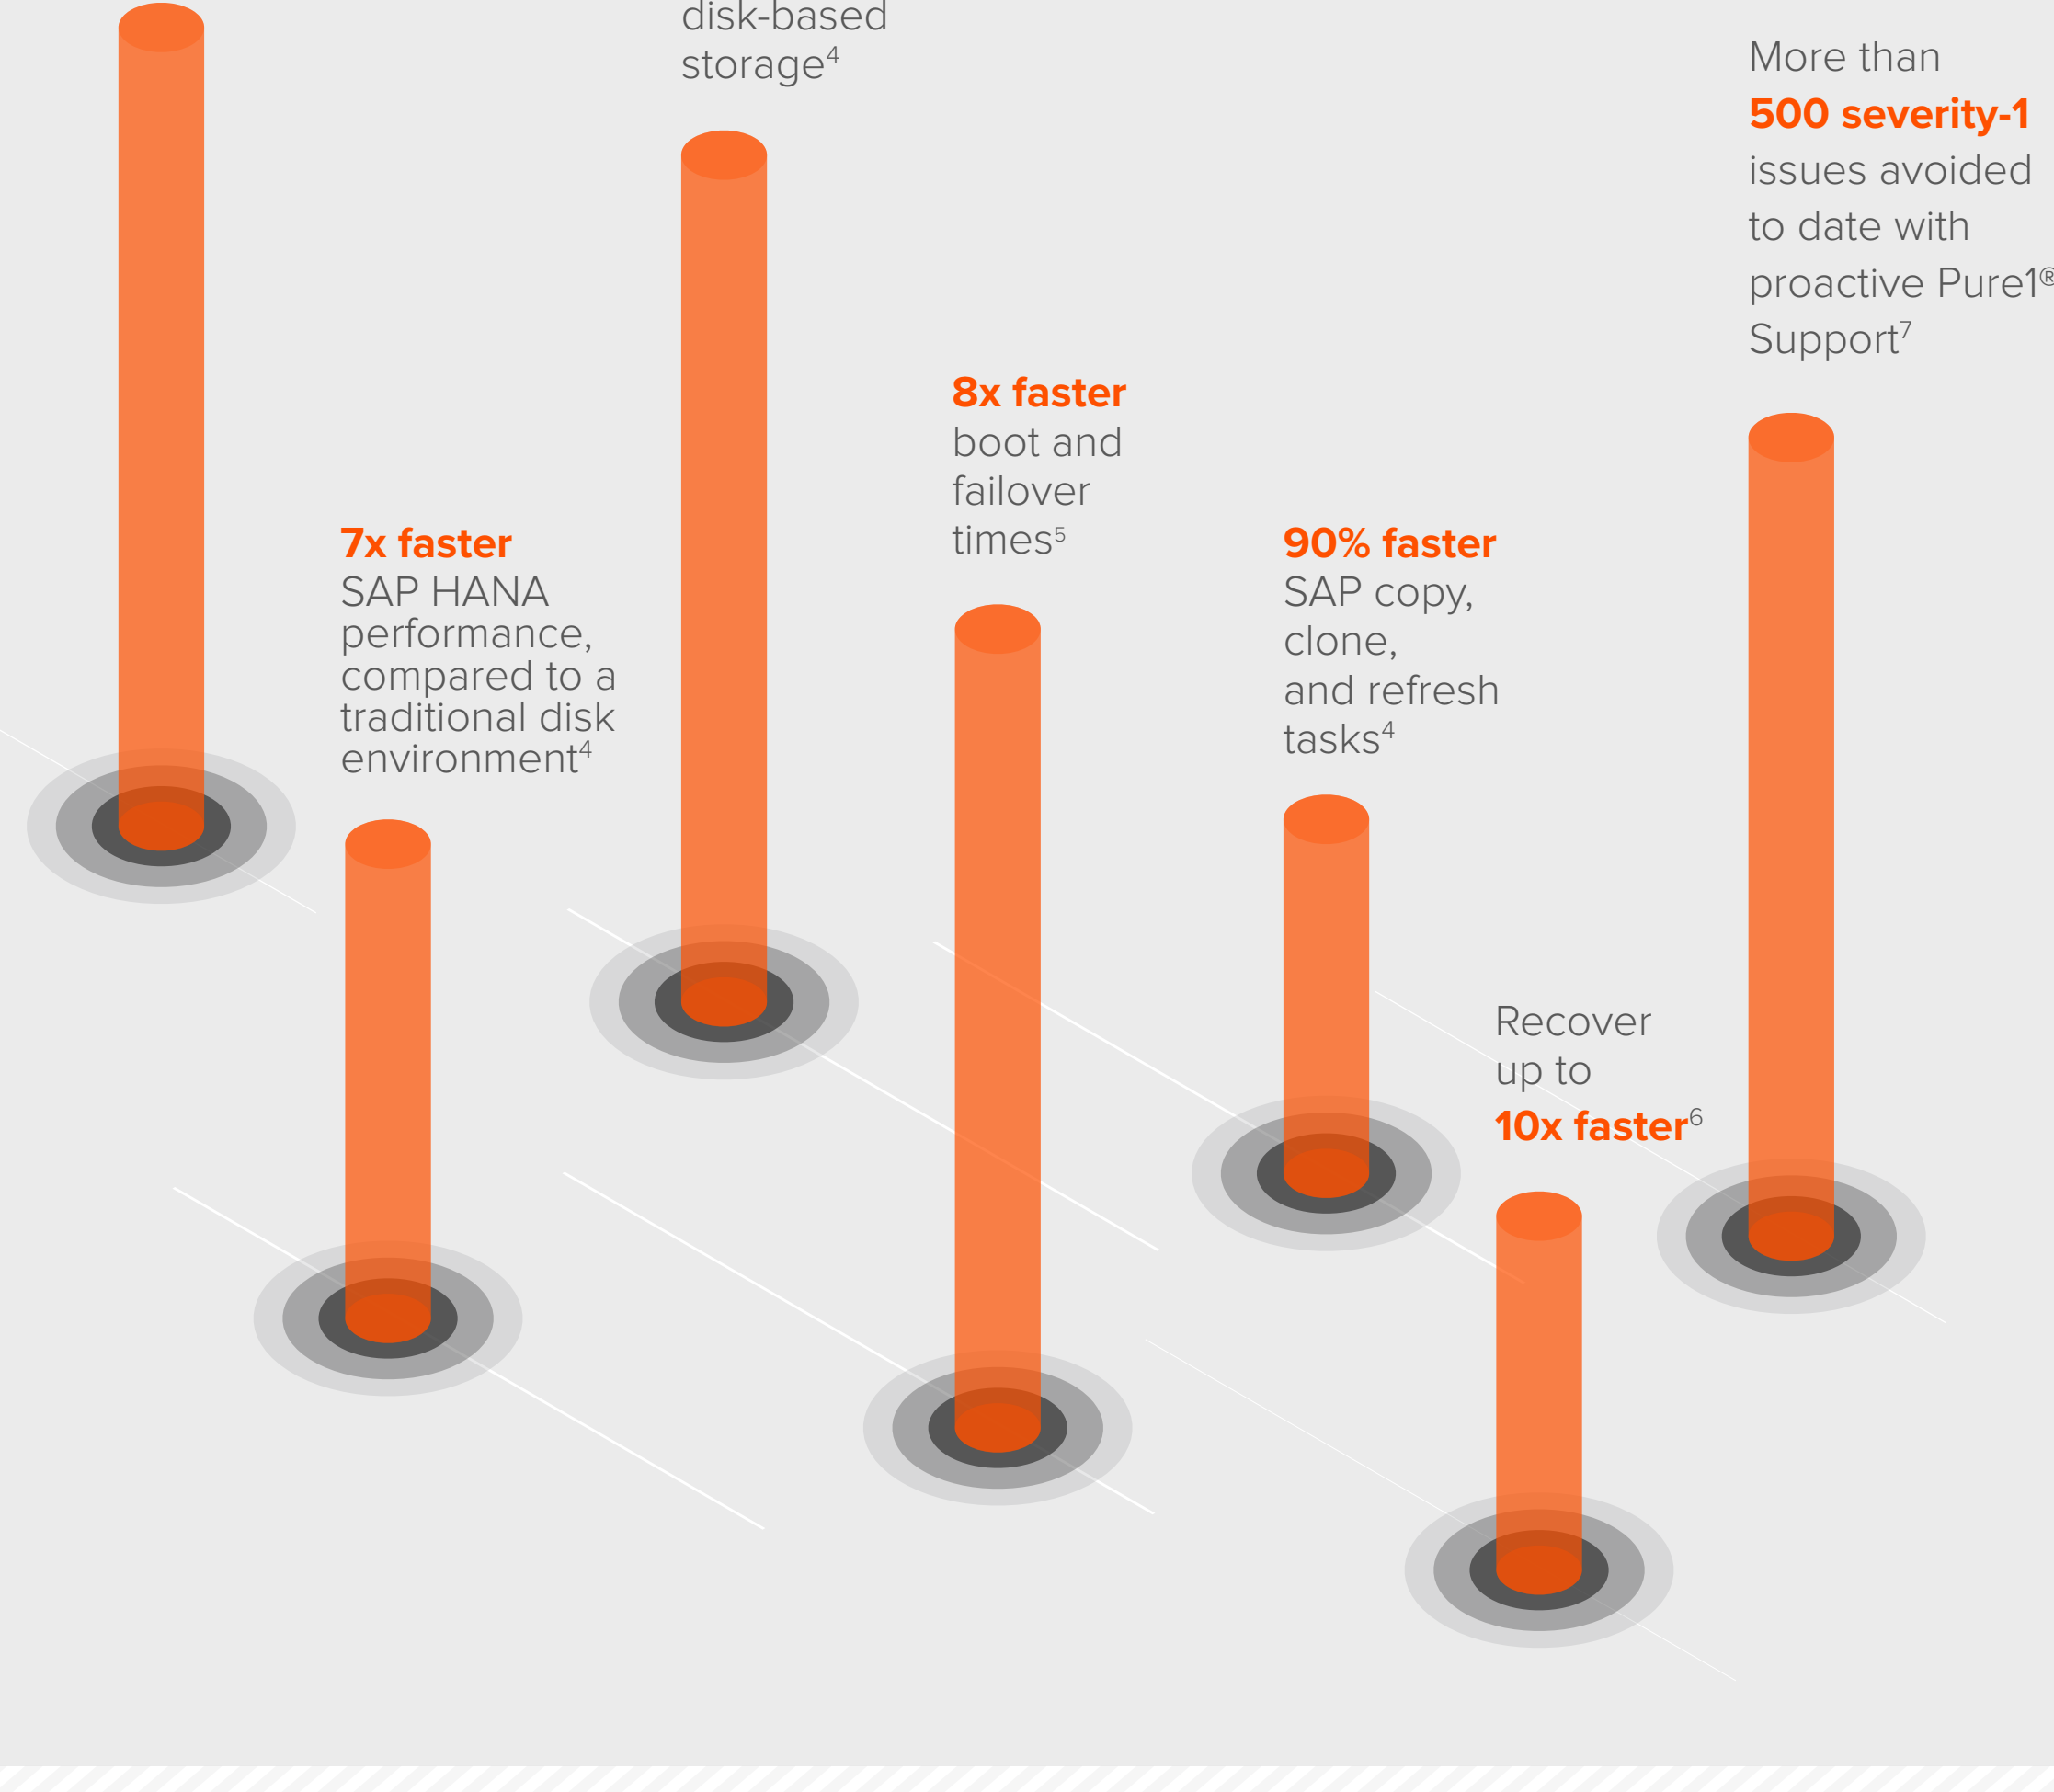 disk-based
storage⁴
7x faster
SAP HANA
performance,
compared to a
traditional disk
environment⁴
8x faster
boot and
failover
times⁵
90% faster
SAP copy,
clone,
and refresh
tasks⁴
Recover
up to
10x faster⁶
More than
500 severity-1
issues avoided
to date with
proactive Pure1®
Support⁷